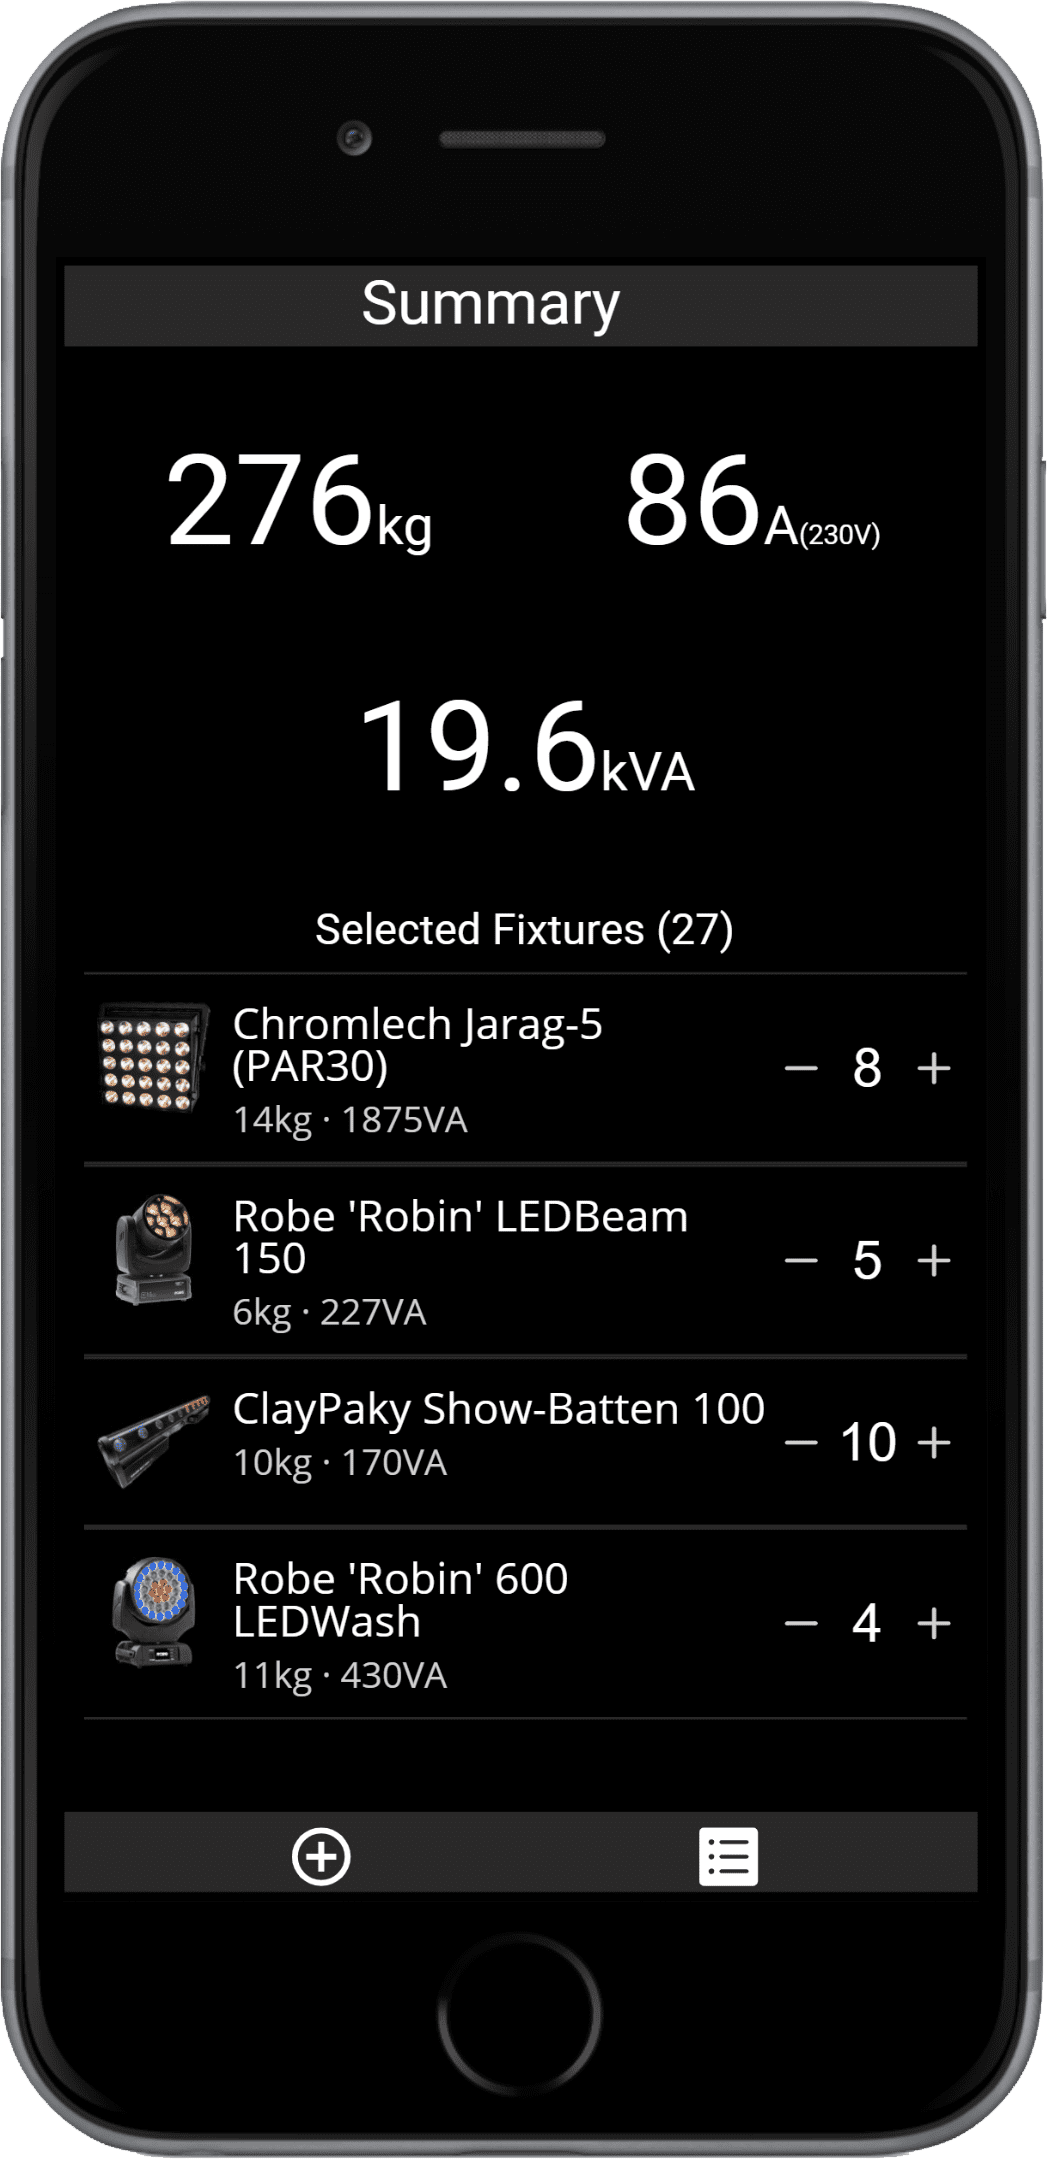 Summary
276kg
86A(230V)
19.6kVA
Selected Fixtures (27)
Chromlech Jarag-5
(PAR30)
14kg · 1875VA
− 8 +
Robe 'Robin' LEDBeam
150
6kg · 227VA
− 5 +
ClayPaky Show-Batten 100
10kg · 170VA
− 10 +
Robe 'Robin' 600
LEDWash
11kg · 430VA
− 4 +